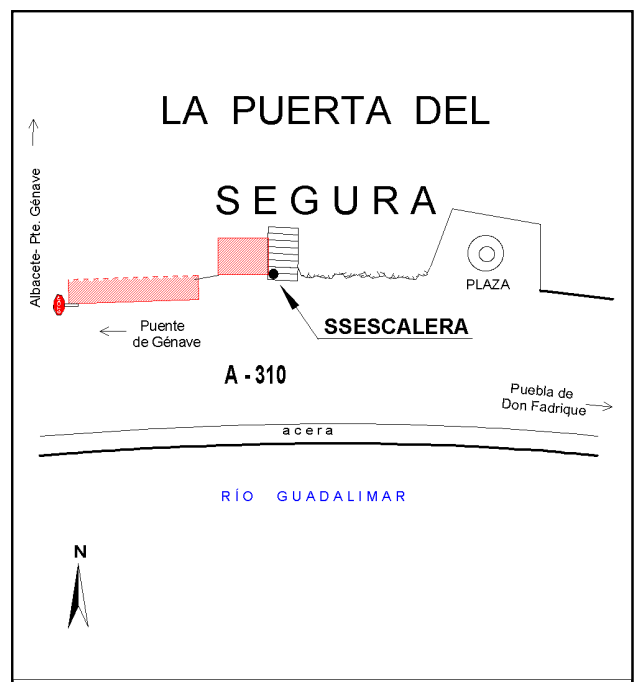 LA PUERTA DEL
SEGURA
Albacete- Pte. Génave
PLAZA
SSESCALERA
Puente
de Génave
A - 310
Puebla de
Don Fadrique
acera
RÍO GUADALIMAR
N